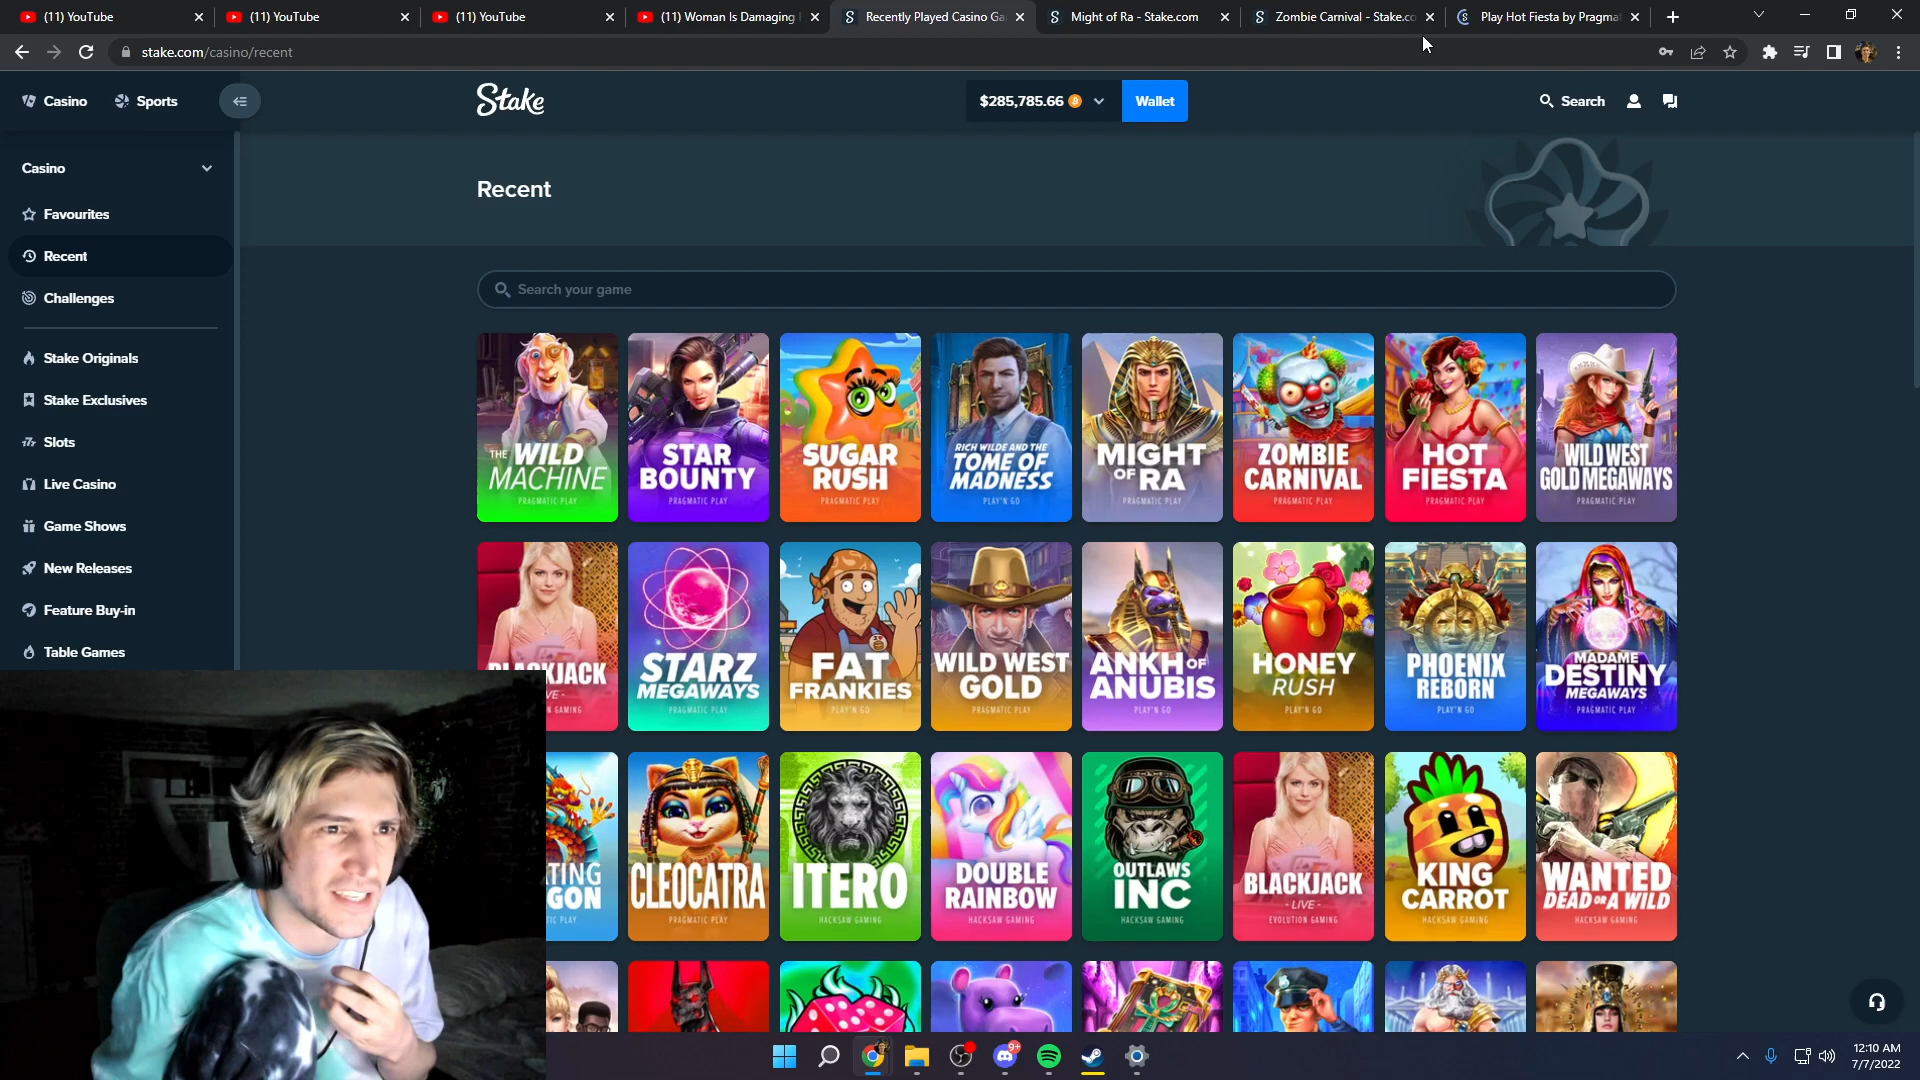 (11) YouTube
(11) YouTube
(11) YouTube
(11) Woman Is Damaging
Recently Played Casino Ga
Might of Ra - Stake.com
Zombie Carnival - Stake.co
Play Hot Fiesta by Pragma
stake.com/casino/recent
Casino
Sports
Stake
$285,785.66
Wallet
Search
Casino
Favourites
Recent
Challenges
Stake Originals
Stake Exclusives
Slots
Live Casino
Game Shows
New Releases
Feature Buy-in
Table Games
Recent
Search your game
THE WILD MACHINE
PRAGMATIC PLAY
STAR BOUNTY
PRAGMATIC PLAY
SUGAR RUSH
PRAGMATIC PLAY
RICH WILDE AND THE
TOME OF MADNESS
PLAY'N GO
MIGHT OF RA
PRAGMATIC PLAY
ZOMBIE CARNIVAL
PRAGMATIC PLAY
HOT FIESTA
PRAGMATIC PLAY
WILD WEST GOLD MEGAWAYS
PRAGMATIC PLAY
KJACK
N GAMING
STARZ MEGAWAYS
PRAGMATIC PLAY
FAT FRANKIES
PLAY'N GO
WILD WEST GOLD
PRAGMATIC PLAY
ANKH OF ANUBIS
PLAY'N GO
HONEY RUSH
PLAY'N GO
PHOENIX REBORN
PLAY'N GO
MADAME DESTINY MEGAWAYS
PRAGMATIC PLAY
TING
GON
IC PLAY
CLEOCATRA
PRAGMATIC PLAY
ITERO
HACKSAW GAMING
DOUBLE RAINBOW
HACKSAW GAMING
OUTLAWS INC
HACKSAW GAMING
BLACKJACK
- LIVE -
EVOLUTION GAMING
KING CARROT
HACKSAW GAMING
WANTED
DEAD OR A WILD
HACKSAW GAMING
9+
12:10 AM
7/7/2022